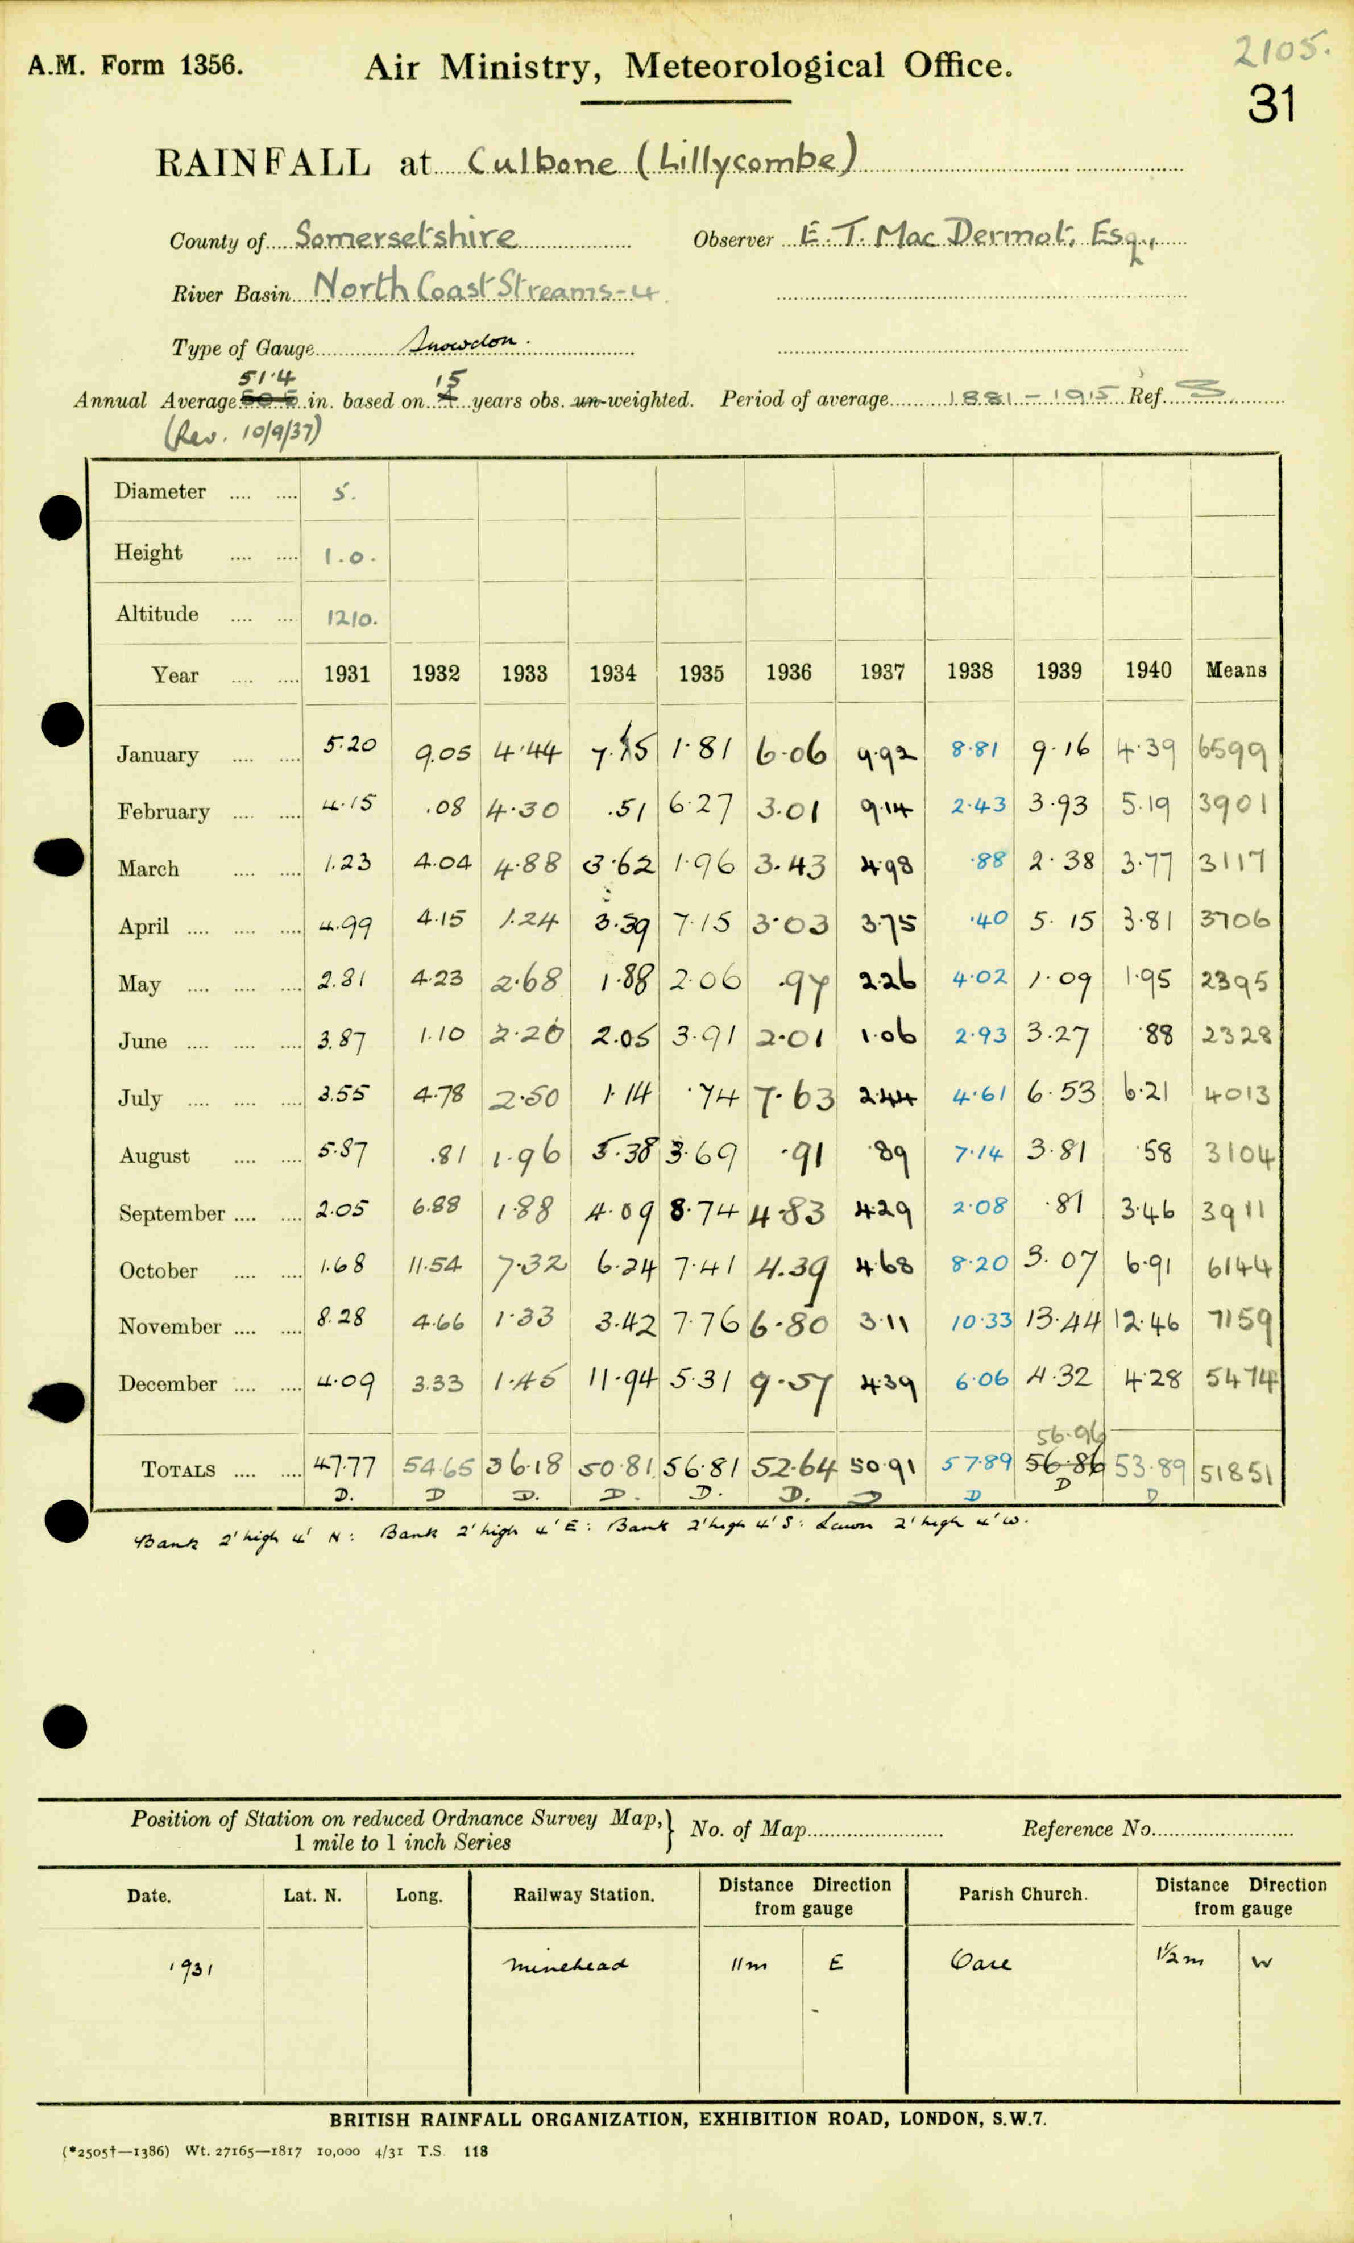 2105.
A.M. Form 1356. Air Ministry, Meteorological Office.
31
RAINFALL at Culbone (Lillycombe)
County of Somersetshire Observer E. T. Mac Dermot, Esq.,
River Basin North Coast Streams-4.
Type of Gauge Snowdon.
51.4 15
Annual Average 50.5 in. based on years obs. un-weighted. Period of average 1881 - 1915 Ref. S
(Rev. 10/9/37)
Diameter 5.
Height 1.0.
Altitude 1210.
Year 1931 1932 1933 1934 1935 1936 1937 1938 1939 1940 Means
January 5.20 9.05 4.44 7.15 1.81 6.06 9.92 8.81 9.16 4.39 6599
February 4.15 .08 4.30 .51 6.27 3.01 9.14 2.43 3.93 5.19 3901
March 1.23 4.04 4.88 3.62 1.96 3.43 4.98 .88 2.38 3.77 3117
April 4.99 4.15 1.24 3.39 7.15 3.03 3.75 .40 5.15 3.81 3706
May 2.81 4.23 2.68 1.88 2.06 .97 2.26 4.02 1.09 1.95 2395
June 3.87 1.10 2.20 2.05 3.91 2.01 1.06 2.93 3.27 .88 2328
July 3.55 4.78 2.50 1.14 .74 7.63 2.44 4.61 6.53 6.21 4013
August 5.87 .81 1.96 5.38 3.69 .91 .89 7.14 3.81 .58 3104
September 2.05 6.88 1.88 4.09 8.74 4.83 4.29 2.08 .81 3.46 3911
October 1.68 11.54 7.32 6.24 7.41 4.39 4.68 8.20 3.07 6.91 6144
November 8.28 4.66 1.33 3.42 7.76 6.80 3.11 10.33 13.44 12.46 7159
December 4.09 3.33 1.45 11.94 5.31 9.57 4.39 6.06 4.32 4.28 5474
56.96
TOTALS 47.77 54.65 36.18 50.81 56.81 52.64 50.91 57.89 56.86 53.89 51851
D. D D. D. D. D. D D D D
Bank 2' high 4' N: Bank 2' high 4' E: Bank 2' high 4' S: Lawn 2' high 4' W.
Position of Station on reduced Ordnance Survey Map,} No. of Map Reference No.
1 mile to 1 inch Series
Date. Lat. N. Long. Railway Station. Distance Direction from gauge Parish Church. Distance Direction from gauge
1931 Minehead 11m E Oare 1½m W
BRITISH RAINFALL ORGANIZATION, EXHIBITION ROAD, LONDON, S.W.7.
(*2505†—1386) Wt. 27165—1817 10,000 4/31 T.S. 118